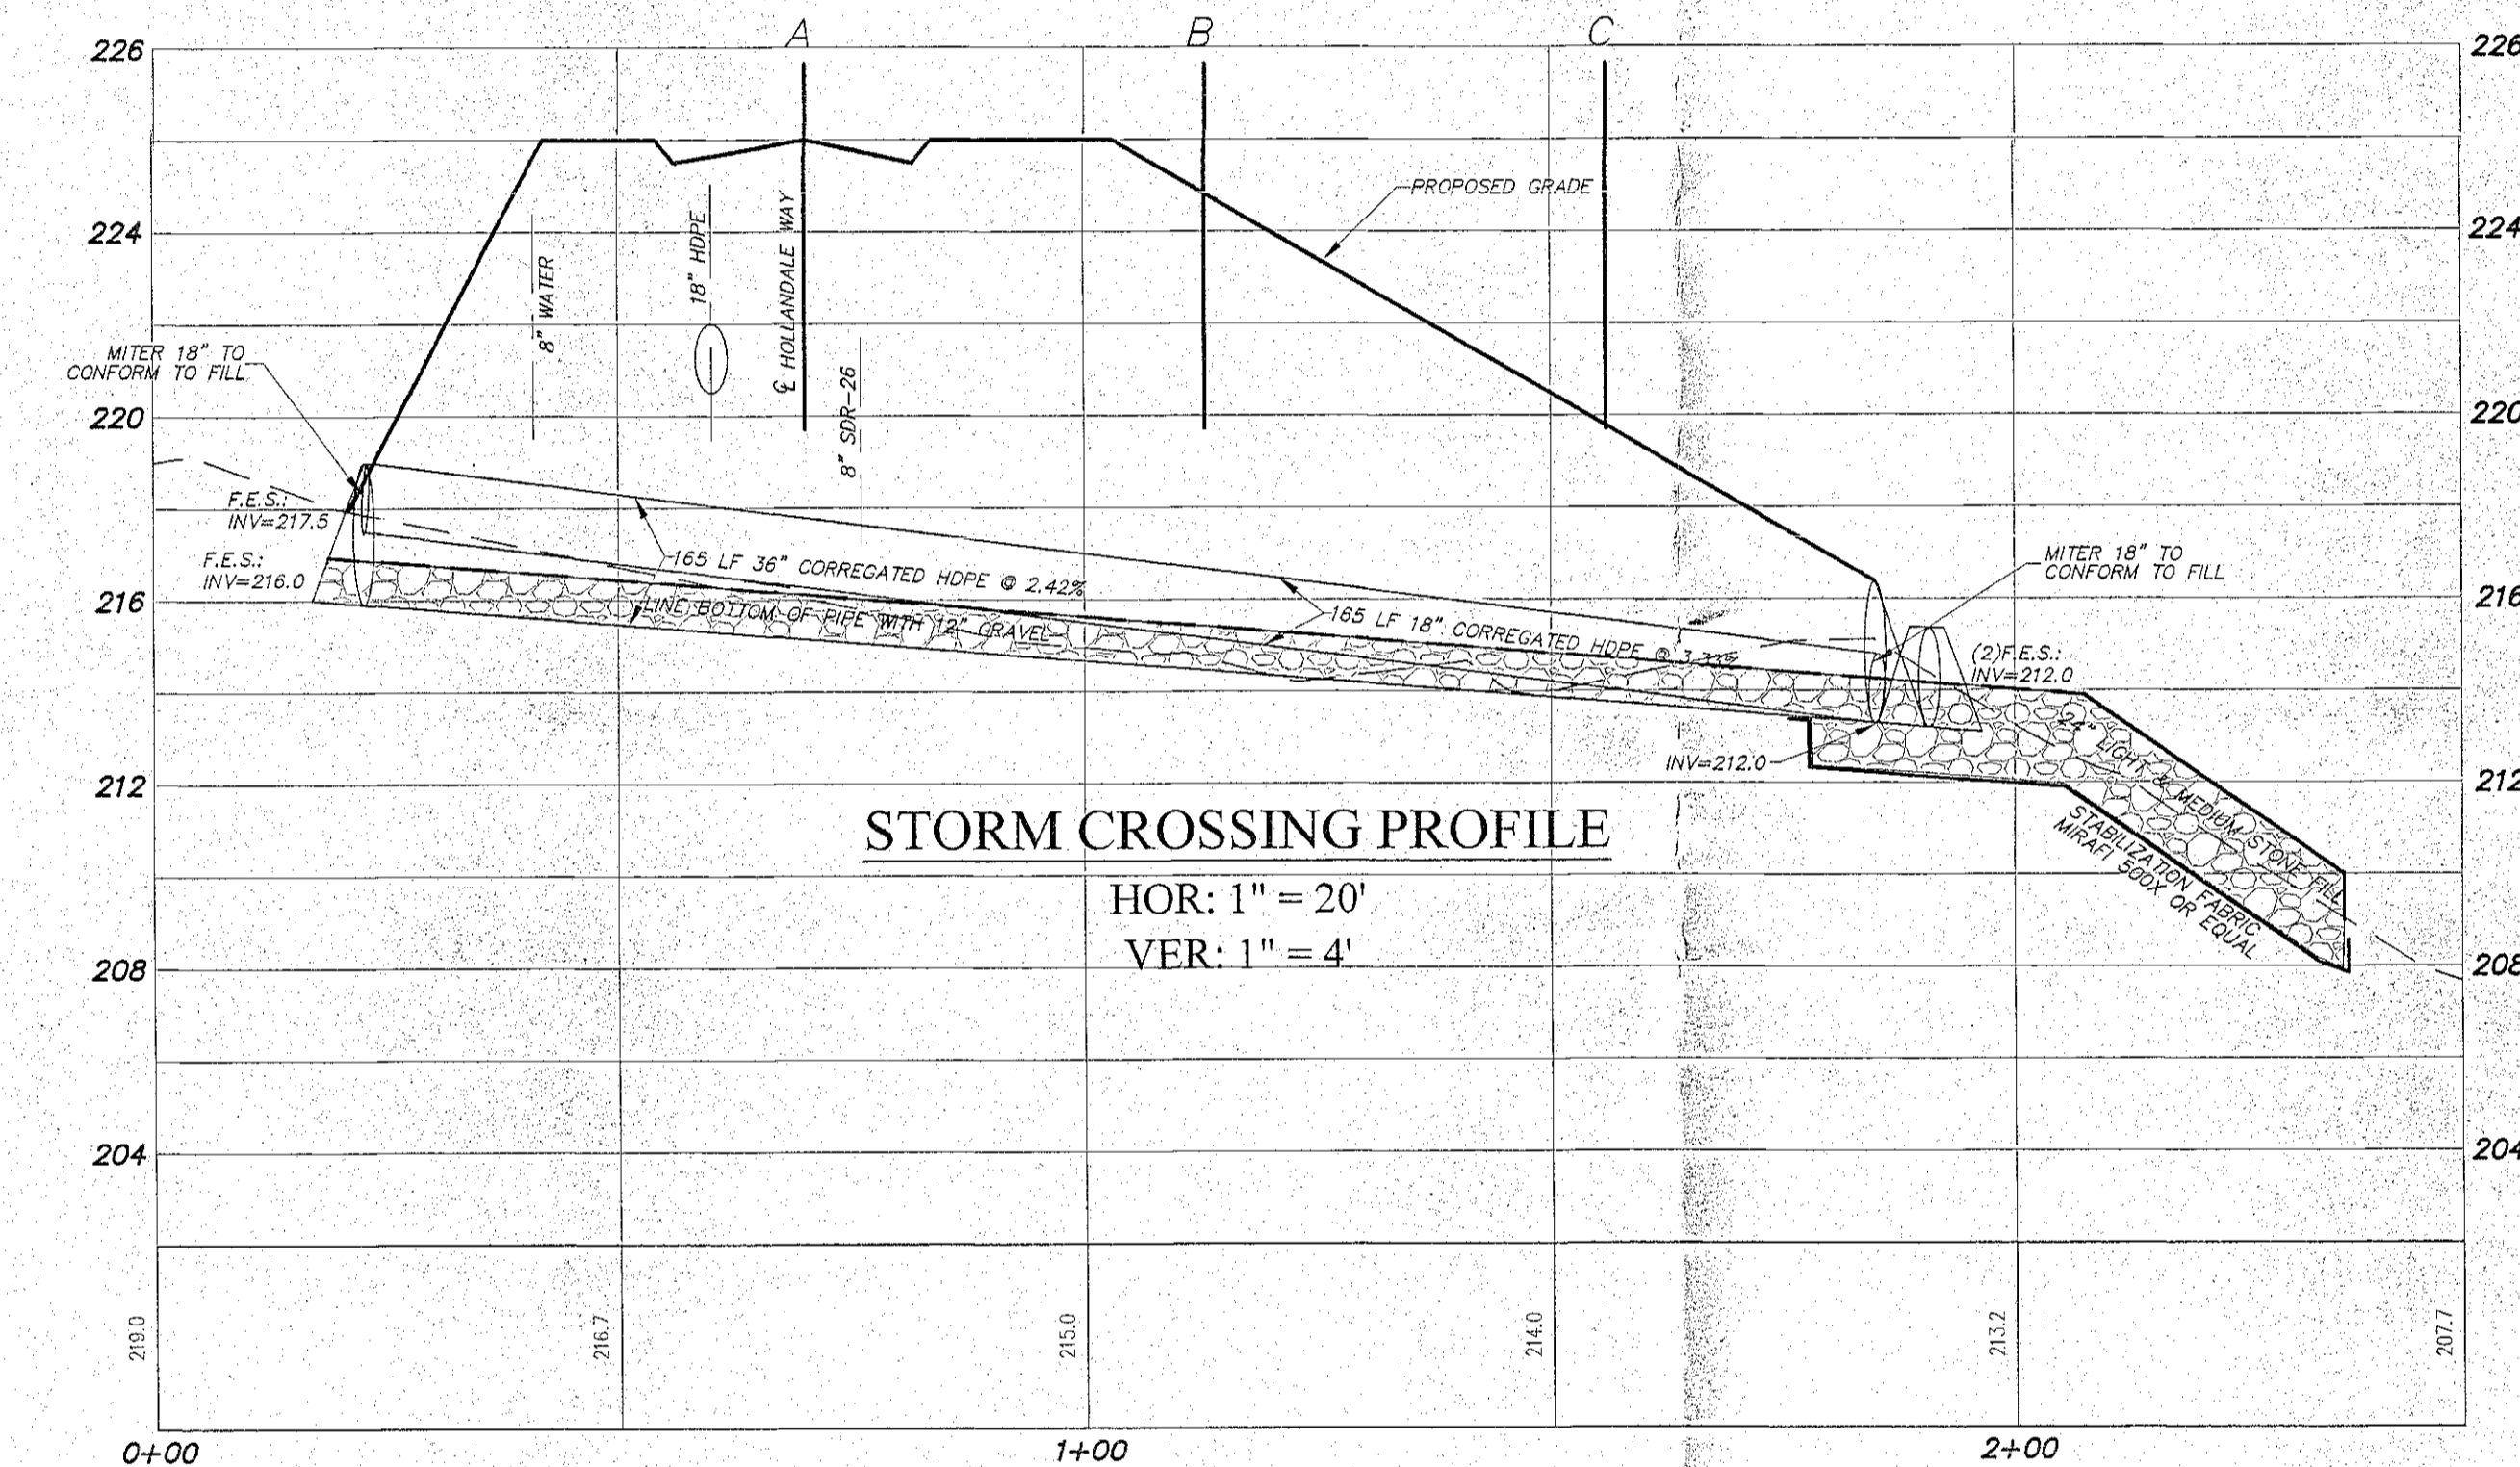 A
B
C
226
226
PROPOSED GRADE
224
224
8" WATER
18" HDPE
℄ HOLLANDALE WAY
8" SDR-26
MITER 18" TO
CONFORM TO FILL
220
220
F.E.S.:
INV=217.5
F.E.S.:
INV=216.0
165 LF 36" CORREGATED HDPE @ 2.42%
LINE BOTTOM OF PIPE WITH 12" GRAVEL
165 LF 18" CORREGATED HDPE @
MITER 18" TO
CONFORM TO FILL
216
216
(2)F.E.S.:
INV=212.0
INV=212.0
24" LIGHT & MEDIUM STONE FILL
STABILIZATION FABRIC
MIRAFI 500X OR EQUAL
212
212
STORM CROSSING PROFILE
HOR: 1" = 20'
VER: 1" = 4'
208
208
204
204
219.0
216.7
215.0
214.0
213.2
207.7
0+00
1+00
2+00